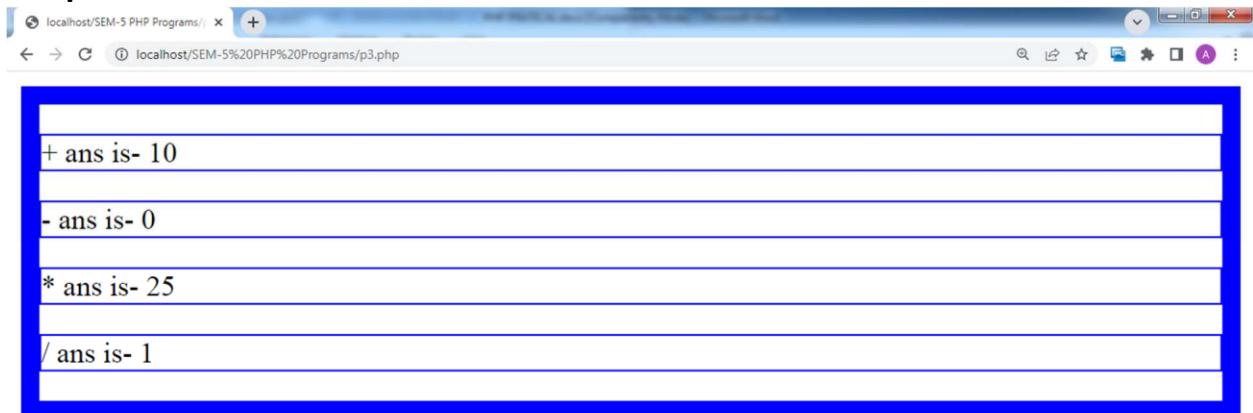 localhost/SEM-5 PHP Programs/
localhost/SEM-5%20PHP%20Programs/p3.php
A
+ ans is- 10
- ans is- 0
* ans is- 25
/ ans is- 1